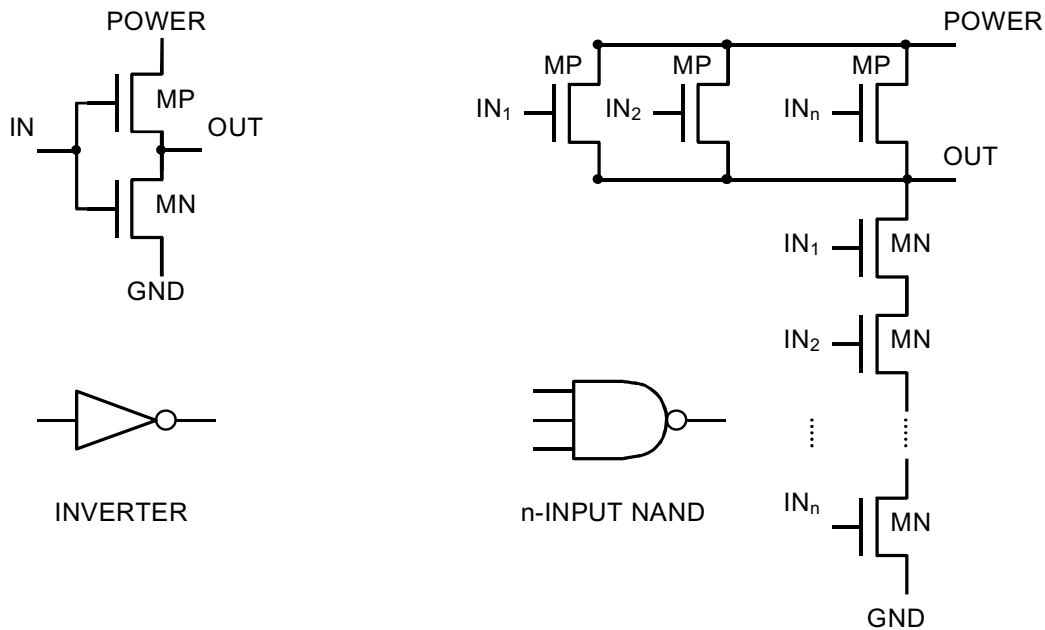 POWER
MP
IN
OUT
MN
GND
INVERTER
POWER
MP
MP
MP
IN₁
IN₂
INₙ
OUT
IN₁
MN
IN₂
MN
INₙ
MN
GND
n-INPUT NAND